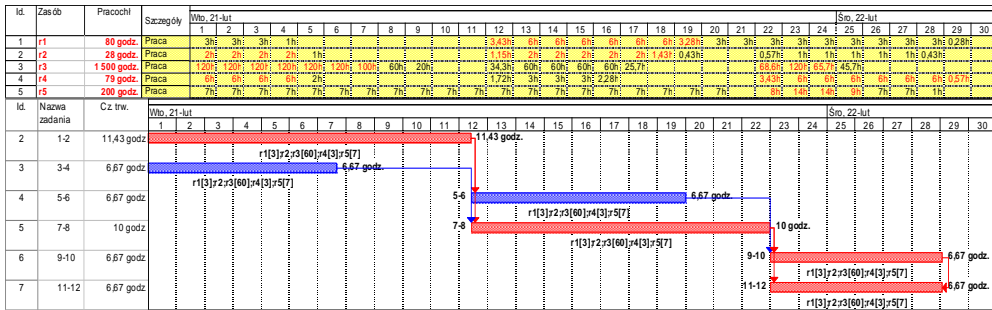 Id. Zasób Pracochł Szczegóły Wto, 21-lut Śro, 22-lut
1 2 3 4 5 6 7 8 9 10 11 12 13 14 15 16 17 18 19 20 21 22 23 24 25 26 27 28 29 30
1 r1 80 godz. Praca 3h 3h 3h 1h 3,43h 6h 6h 6h 6h 6h 6h 3,28h 3h 3h 3h 3h 3h 3h 3h 3h 3h 0,28h
2 r2 28 godz. Praca 2h 2h 2h 2h 1h 1,15h 2h 2h 2h 2h 2h 1,43h 0,43h 0,57h 1h 1h 1h 1h 0,43h
3 r3 1 500 godz. Praca 120h 120h 120h 120h 120h 120h 100h 60h 20h 34,3h 60h 60h 60h 25,7h 68,6h 120h 65,7h 45,7h
4 r4 79 godz. Praca 6h 6h 6h 6h 2h 1,72h 3h 3h 2,28h 3,43h 6h 6h 6h 6h 6h 6h 0,57h
5 r5 200 godz. Praca 7h 7h 7h 7h 7h 7h 7h 7h 7h 7h 7h 7h 7h 7h 7h 7h 7h 7h 7h 7h 7h 8h 14h 14h 9h 7h 7h 1h
Id. Nazwa zadania Cz. trw. Wto, 21-lut Śro, 22-lut
1 2 3 4 5 6 7 8 9 10 11 12 13 14 15 16 17 18 19 20 21 22 23 24 25 26 27 28 29 30
2 1-2 11,43 godz 11,43 godz.
r1[3];r2;r3[60];r4[3];r5[7]
3 3-4 6,67 godz. 6,67 godz.
r1[3];r2;r3[60];r4[3];r5[7]
4 5-6 6,67 godz. 5-6 6,67 godz.
r1[3];r2;r3[60];r4[3];r5[7]
5 7-8 10 godz. 7-8 10 godz.
r1[3];r2;r3[60];r4[3];r5[7]
6 9-10 6,67 godz. 9-10 6,67 godz.
r1[3];r2;r3[60];r4[3];r5[7]
7 11-12 6,67 godz. 11-12 6,67 godz.
r1[3];r2;r3[60];r4[3];r5[7]